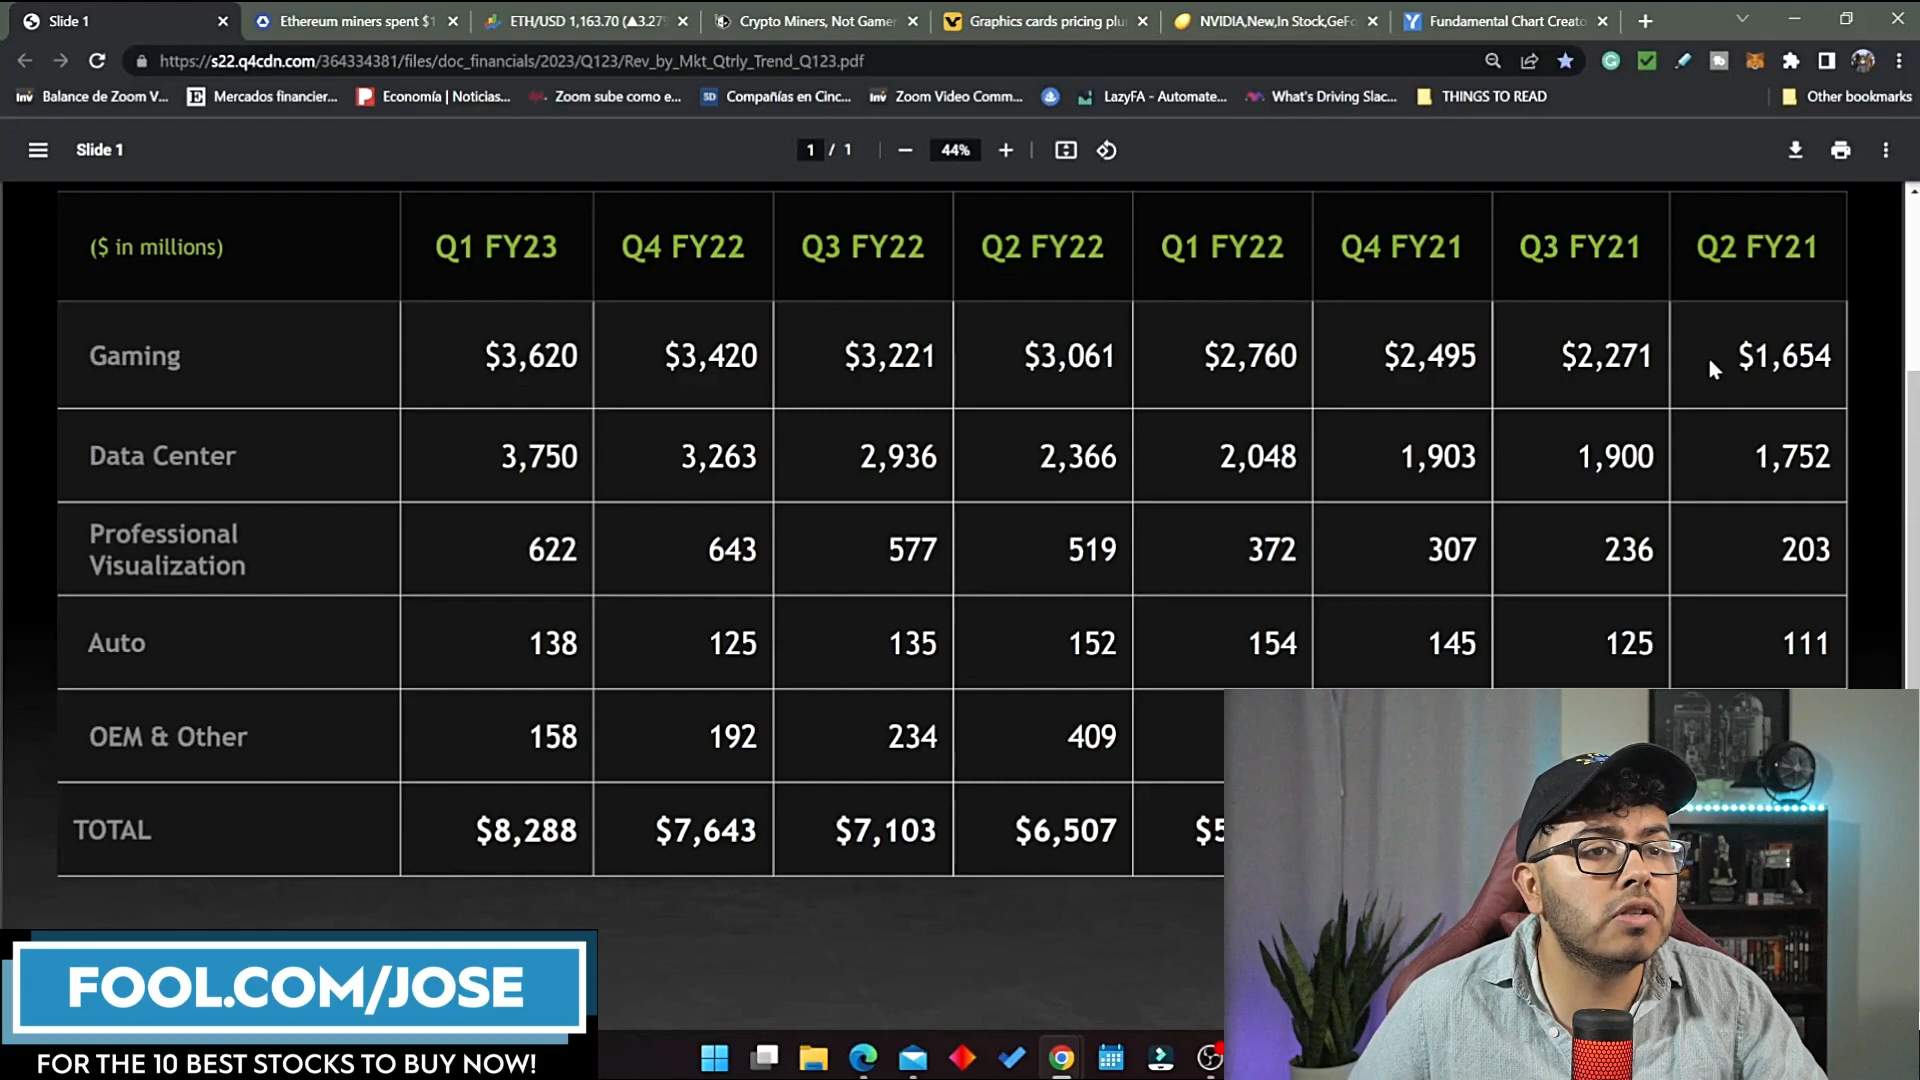 Slide 1
Ethereum miners spent $1
ETH/USD 1,163.70 (▲3.27
Crypto Miners, Not Game
Graphics cards pricing plu
NVIDIA,New,In Stock,GeFo
Fundamental Chart Creato
https://s22.q4cdn.com/364334381/files/doc_financials/2023/Q123/Rev_by_Mkt_Qtrly_Trend_Q123.pdf
Balance de Zoom V...
Mercados financier...
Economía | Noticias...
Zoom sube como e...
Compañías en Cinc...
Zoom Video Comm...
LazyFA - Automate...
What's Driving Slac...
THINGS TO READ
Other bookmarks
Slide 1
1 / 1
44%
($ in millions) Q1 FY23 Q4 FY22 Q3 FY22 Q2 FY22 Q1 FY22 Q4 FY21 Q3 FY21 Q2 FY21
Gaming $3,620 $3,420 $3,221 $3,061 $2,760 $2,495 $2,271 $1,654
Data Center 3,750 3,263 2,936 2,366 2,048 1,903 1,900 1,752
Professional
Visualization 622 643 577 519 372 307 236 203
Auto 138 125 135 152 154 145 125 111
OEM & Other 158 192 234 409
TOTAL $8,288 $7,643 $7,103 $6,507 $5
FOOL.COM/JOSE
FOR THE 10 BEST STOCKS TO BUY NOW!